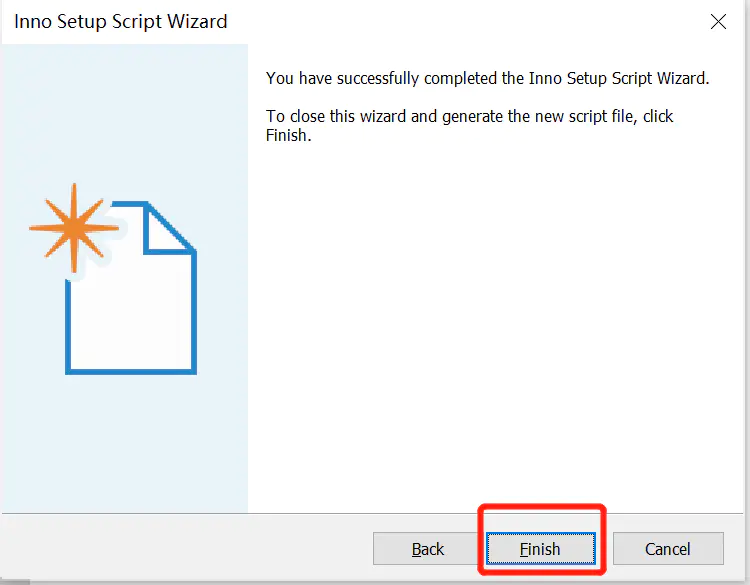 Inno Setup Script Wizard
You have successfully completed the Inno Setup Script Wizard.
To close this wizard and generate the new script file, click
Finish.
Back
Finish
Cancel